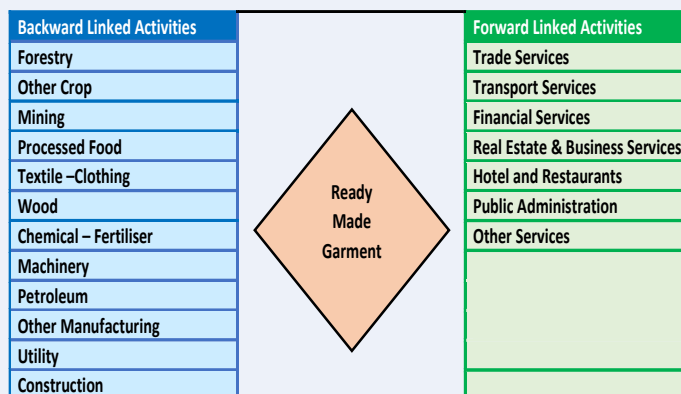 Backward Linked Activities
Forestry
Other Crop
Mining
Processed Food
Textile –Clothing
Wood
Chemical – Fertiliser
Machinery
Petroleum
Other Manufacturing
Utility
Construction
Ready
Made
Garment
Forward Linked Activities
Trade Services
Transport Services
Financial Services
Real Estate & Business Services
Hotel and Restaurants
Public Administration
Other Services